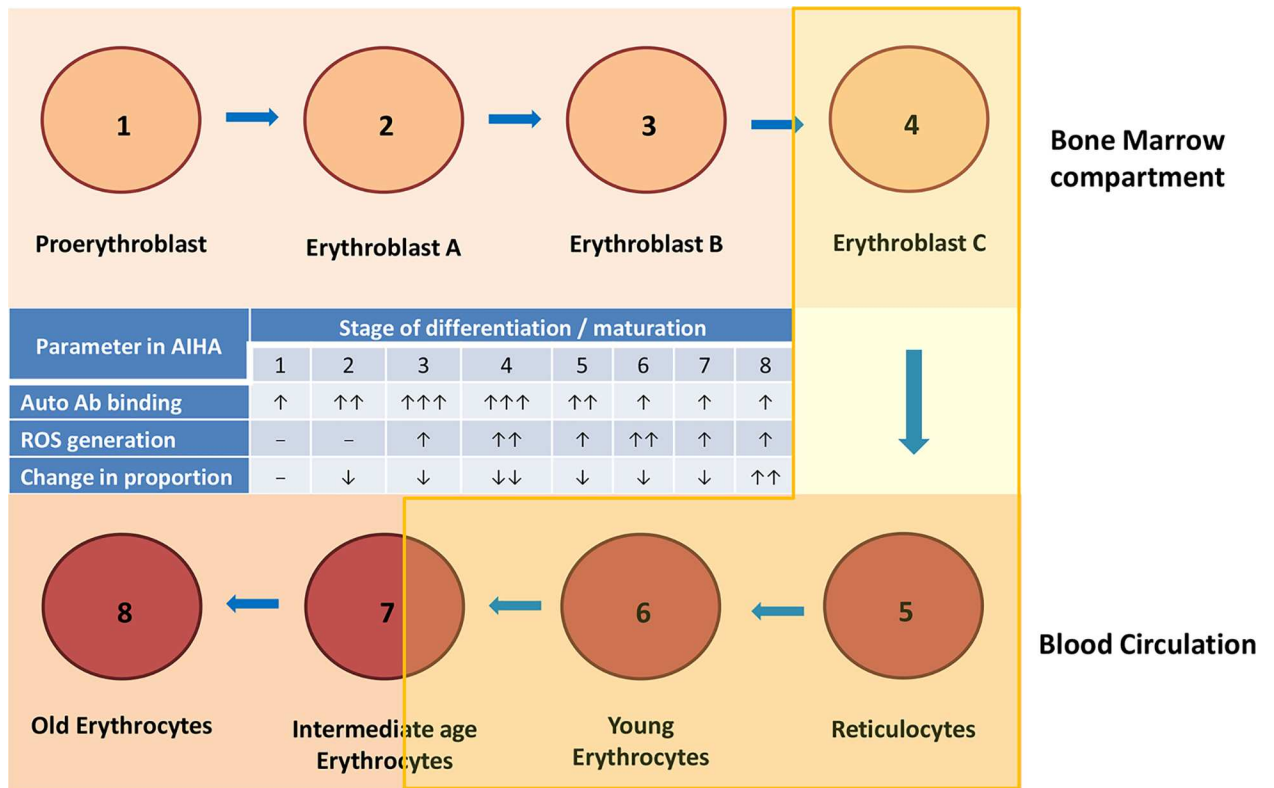 1 2 3 4
Proerythroblast Erythroblast A Erythroblast B Erythroblast C
Bone Marrow
compartment
Parameter in AIHA Stage of differentiation / maturation
1 2 3 4 5 6 7 8
Auto Ab binding ↑ ↑↑ ↑↑↑ ↑↑↑ ↑↑ ↑ ↑ ↑
ROS generation – – ↑ ↑↑ ↑ ↑↑ ↑ ↑
Change in proportion – ↓ ↓ ↓↓ ↓ ↓ ↓ ↑↑
8 7 6 5
Old Erythrocytes
Intermediate age
Erythrocytes
Young
Erythrocytes
Reticulocytes
Blood Circulation